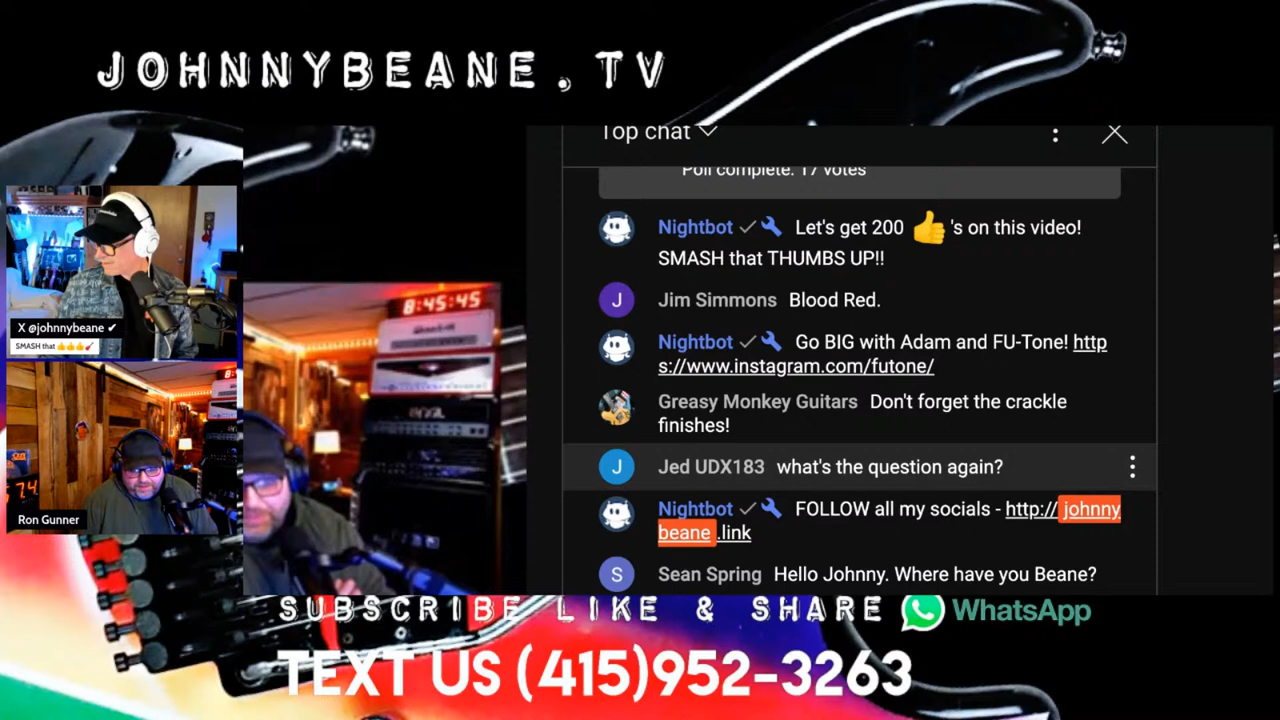 JOHNNYBEANE.TV
Top chat
Poll complete: 17 votes
Nightbot Let's get 200 👍's on this video!
SMASH that THUMBS UP!!
J Jim Simmons Blood Red.
Nightbot Go BIG with Adam and FU-Tone! http
s://www.instagram.com/futone/
Greasy Monkey Guitars Don't forget the crackle
finishes!
J Jed UDX183 what's the question again?
Nightbot FOLLOW all my socials - http://johnny
beane.link
S Sean Spring Hello Johnny. Where have you Beane?
X @johnnybeane ✔
SMASH that 👍👍👍🎸
8:45:45
Ron Gunner
SUBSCRIBE LIKE & SHARE WhatsApp
TEXT US (415)952-3263